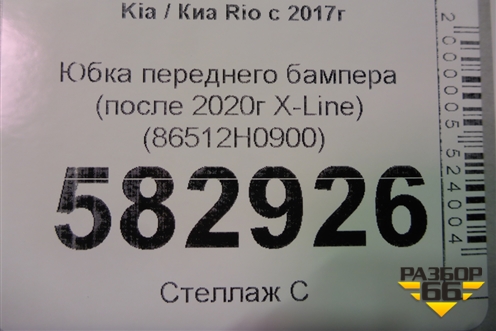 Kia / Киа Rio с 2017г
Юбка переднего бампера
(после 2020г X-Line)
(86512H0900)
582926
Стеллаж С
2000005524004
РАЗБОР
66